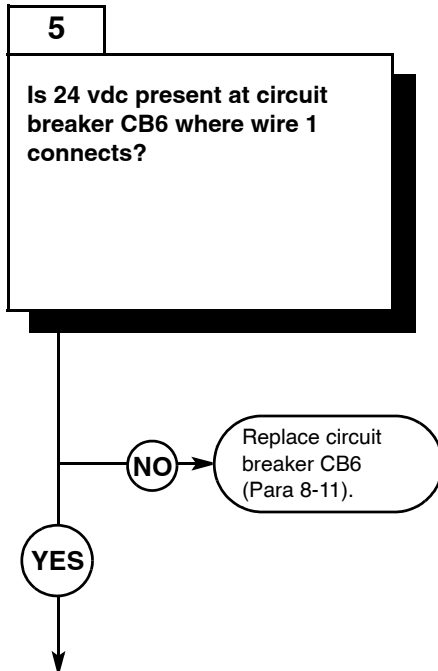 5
Is 24 vdc present at circuit
breaker CB6 where wire 1
connects?
NO
Replace circuit
breaker CB6
(Para 8-11).
YES